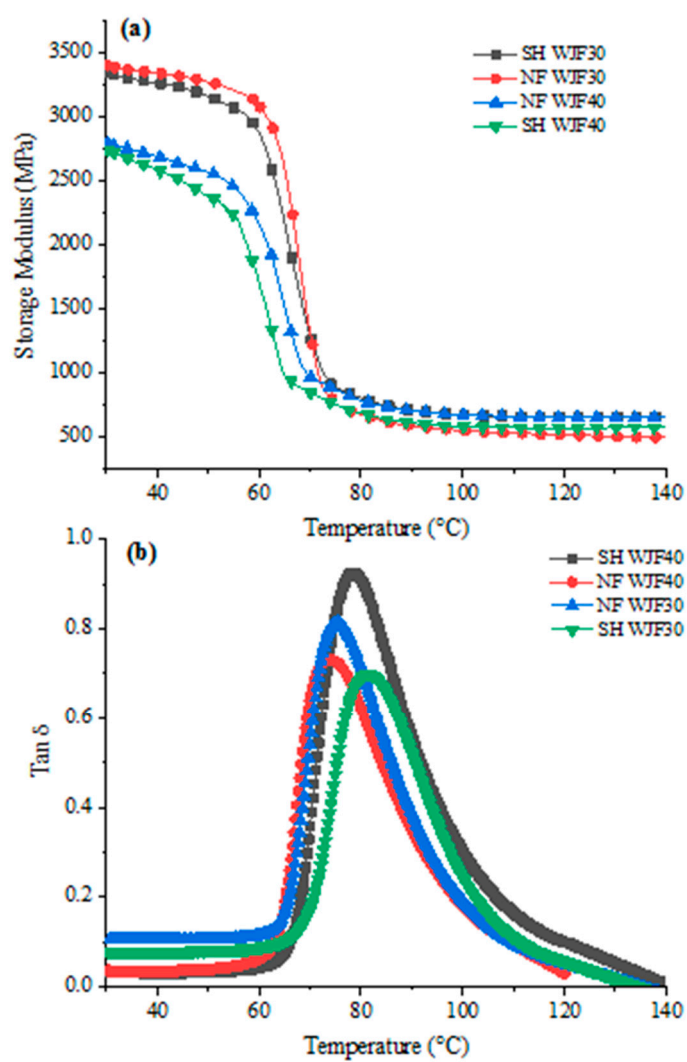 (a)
SH WJF30
NF WJF30
NF WJF40
SH WJF40
Storage Modulus (MPa)
3500
3000
2500
2000
1500
1000
500
40 60 80 100 120 140
Temperature (°C)
(b)
SH WJF40
NF WJF40
NF WJF30
SH WJF30
Tan δ
1.0
0.8
0.6
0.4
0.2
0.0
40 60 80 100 120 140
Temperature (°C)